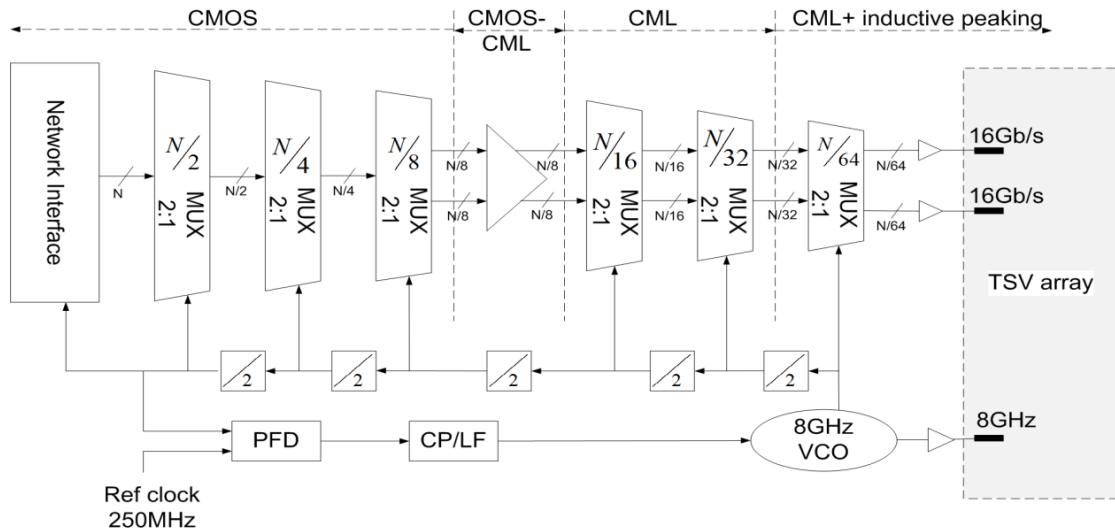 CMOS
CMOS-
CML
CML
CML+ inductive peaking
Network Interface
N
N/2
MUX
2:1
N/2
N/4
MUX
2:1
N/4
N/8
MUX
2:1
N/8
N/8
N/8
N/8
N/16
MUX
2:1
N/16
N/16
N/32
MUX
2:1
N/32
N/32
N/64
MUX
2:1
N/64
N/64
16Gb/s
16Gb/s
TSV array
/2
/2
/2
/2
/2
PFD
CP/LF
8GHz
VCO
8GHz
Ref clock
250MHz